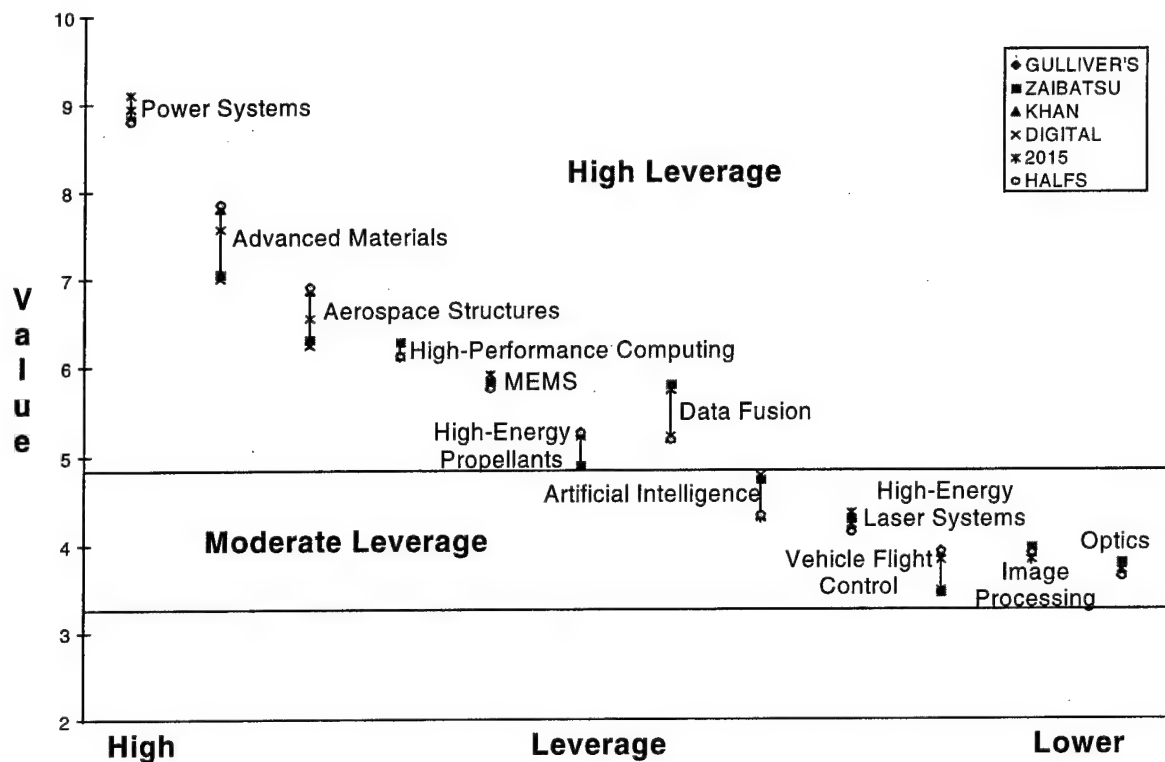 10
GULLIVER'S
ZAIBATSU
KHAN
DIGITAL
2015
HALFS
9
Power Systems
High Leverage
8
Advanced Materials
7
Aerospace Structures
Value
High-Performance Computing
6
MEMS
Data Fusion
High-Energy
Propellants
5
Artificial Intelligence
High-Energy
Laser Systems
Moderate Leverage
Optics
4
Vehicle Flight
Control
Image
Processing
3
2
High Leverage Lower